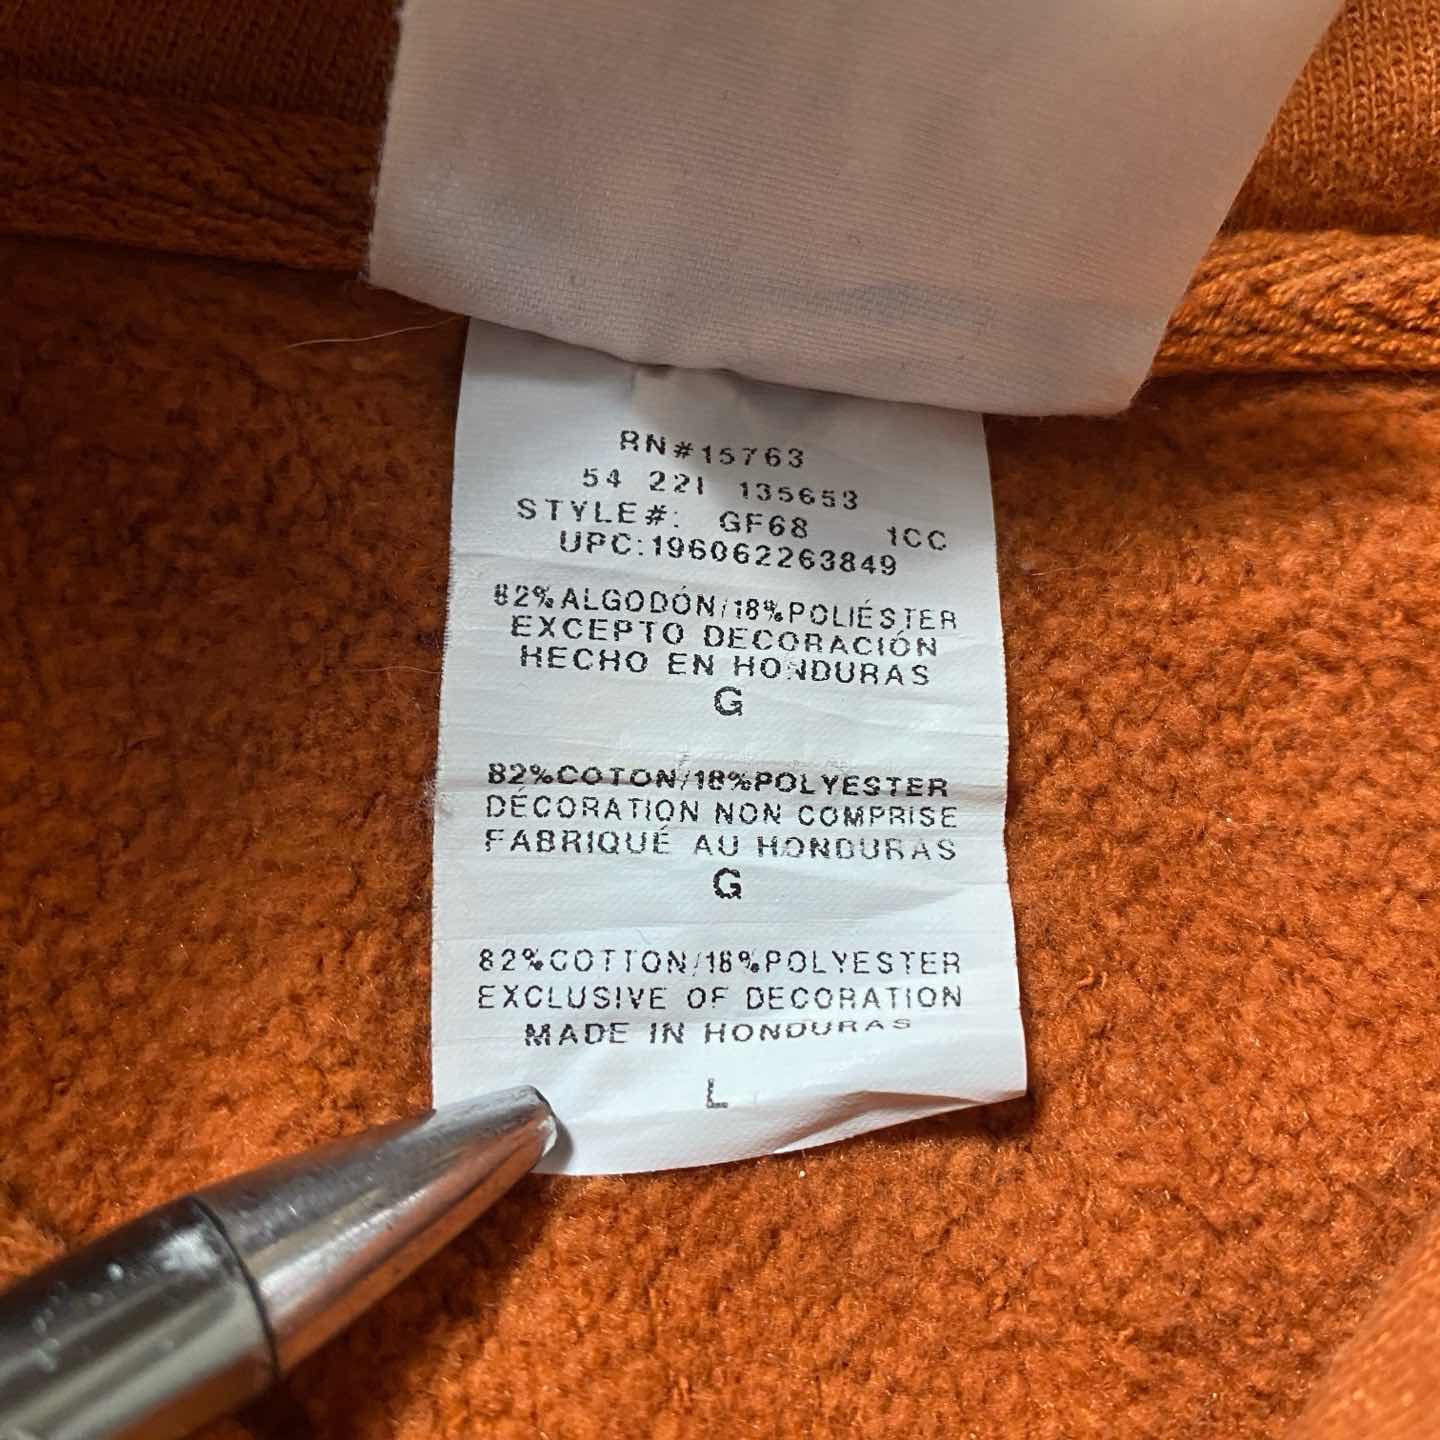 RN#15763
54 221 135653
STYLE#: GF68 1CC
UPC:196062263849
82%ALGODÓN/18%POLIÉSTER
EXCEPTO DECORACIÓN
HECHO EN HONDURAS
G
82%COTON/18%POLYESTER
DÉCORATION NON COMPRISE
FABRIQUÉ AU HONDURAS
G
82%COTTON/18%POLYESTER
EXCLUSIVE OF DECORATION
MADE IN HONDURAS
L